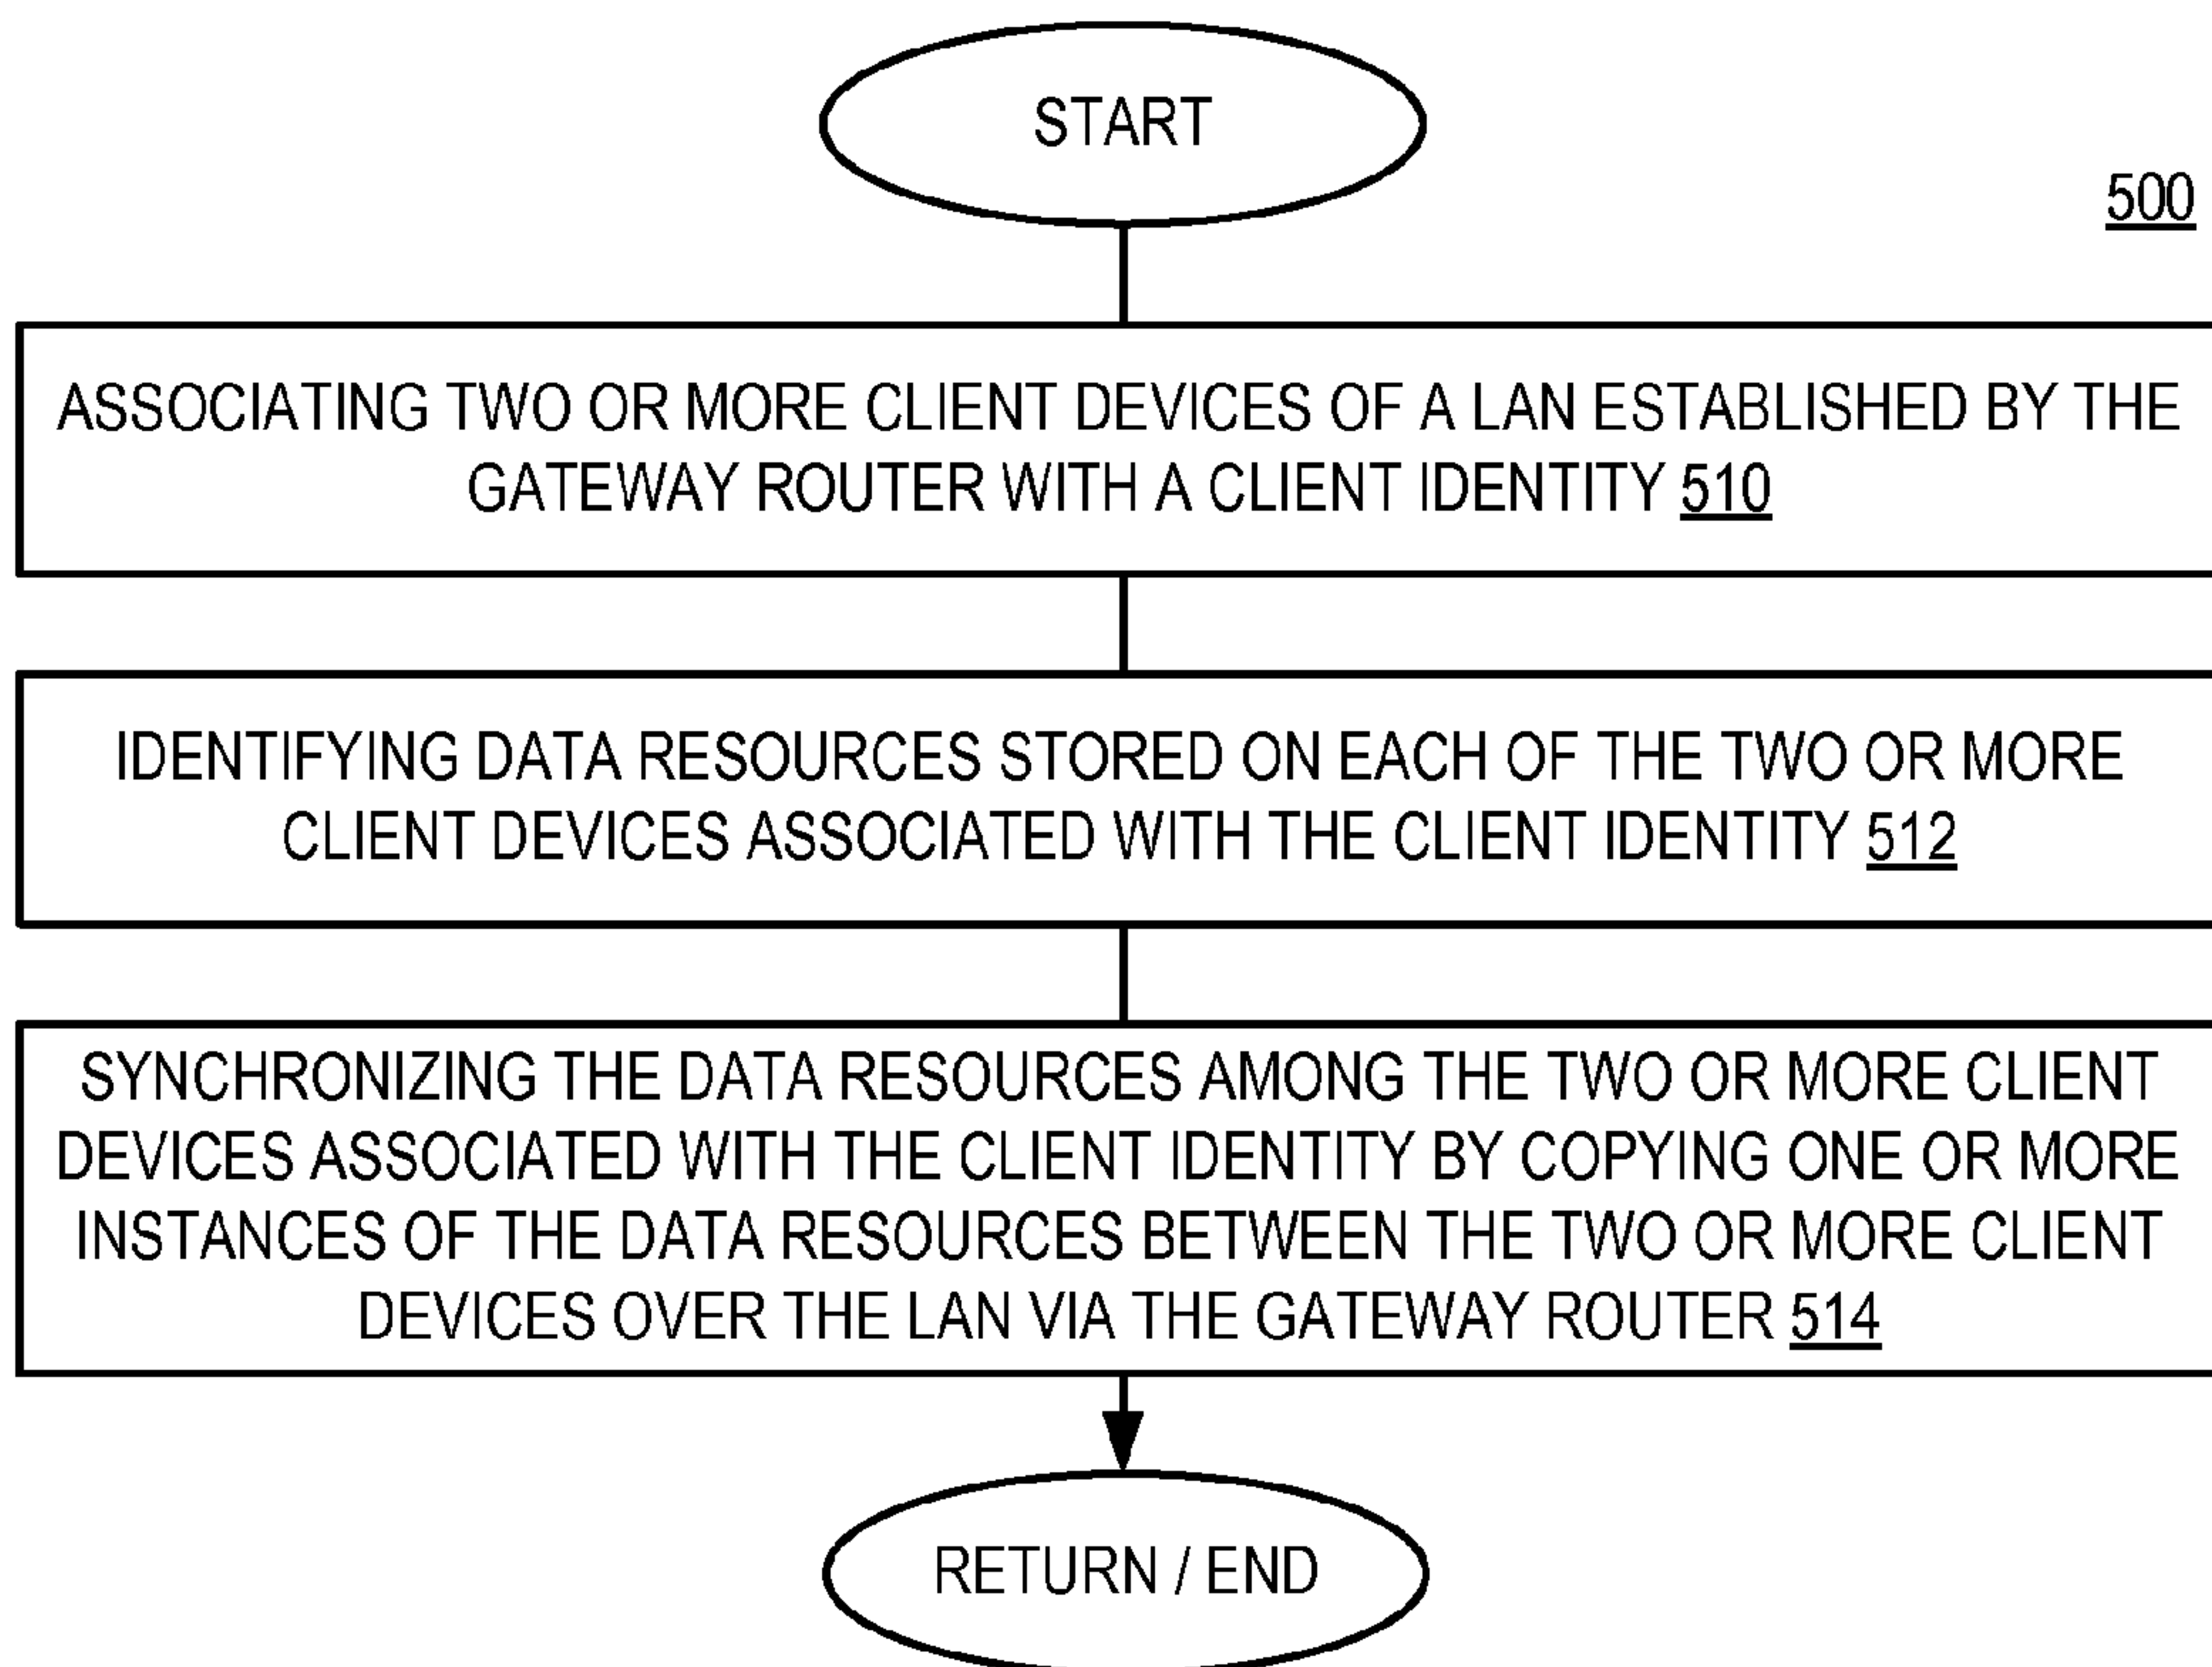 START
500
ASSOCIATING TWO OR MORE CLIENT DEVICES OF A LAN ESTABLISHED BY THE
GATEWAY ROUTER WITH A CLIENT IDENTITY 510
IDENTIFYING DATA RESOURCES STORED ON EACH OF THE TWO OR MORE
CLIENT DEVICES ASSOCIATED WITH THE CLIENT IDENTITY 512
SYNCHRONIZING THE DATA RESOURCES AMONG THE TWO OR MORE CLIENT
DEVICES ASSOCIATED WITH THE CLIENT IDENTITY BY COPYING ONE OR MORE
INSTANCES OF THE DATA RESOURCES BETWEEN THE TWO OR MORE CLIENT
DEVICES OVER THE LAN VIA THE GATEWAY ROUTER 514
RETURN / END